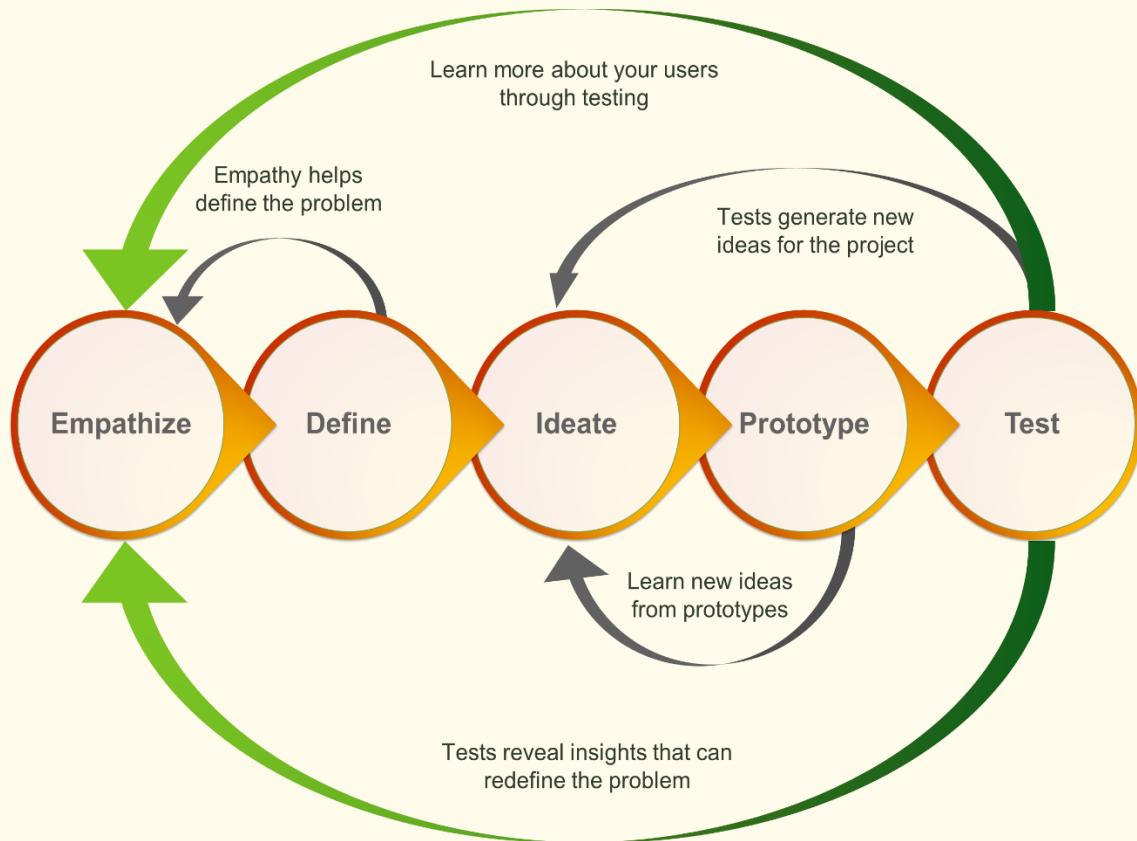 Learn more about your users
through testing
Empathy helps
define the problem
Tests generate new
ideas for the project
Empathize
Define
Ideate
Prototype
Test
Learn new ideas
from prototypes
Tests reveal insights that can
redefine the problem